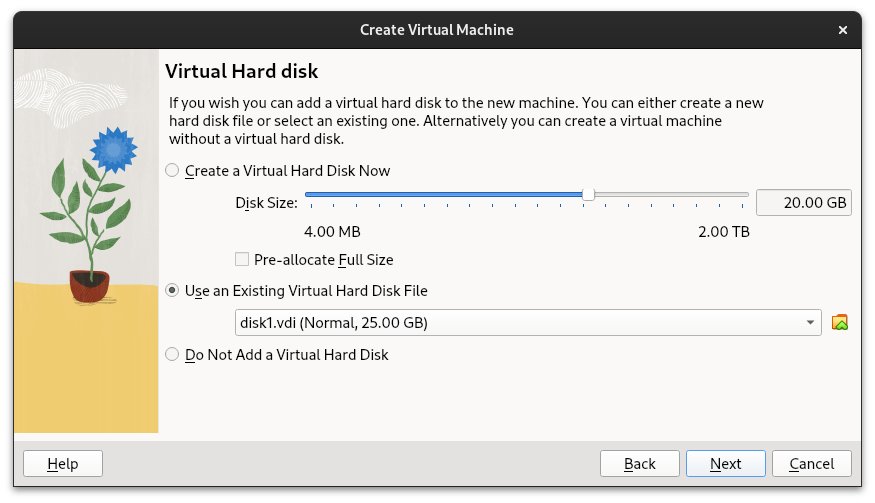 Create Virtual Machine
Virtual Hard disk
If you wish you can add a virtual hard disk to the new machine. You can either create a new
hard disk file or select an existing one. Alternatively you can create a virtual machine
without a virtual hard disk.
Create a Virtual Hard Disk Now
Disk Size: 20.00 GB
4.00 MB 2.00 TB
Pre-allocate Full Size
Use an Existing Virtual Hard Disk File
disk1.vdi (Normal, 25.00 GB)
Do Not Add a Virtual Hard Disk
Help Back Next Cancel